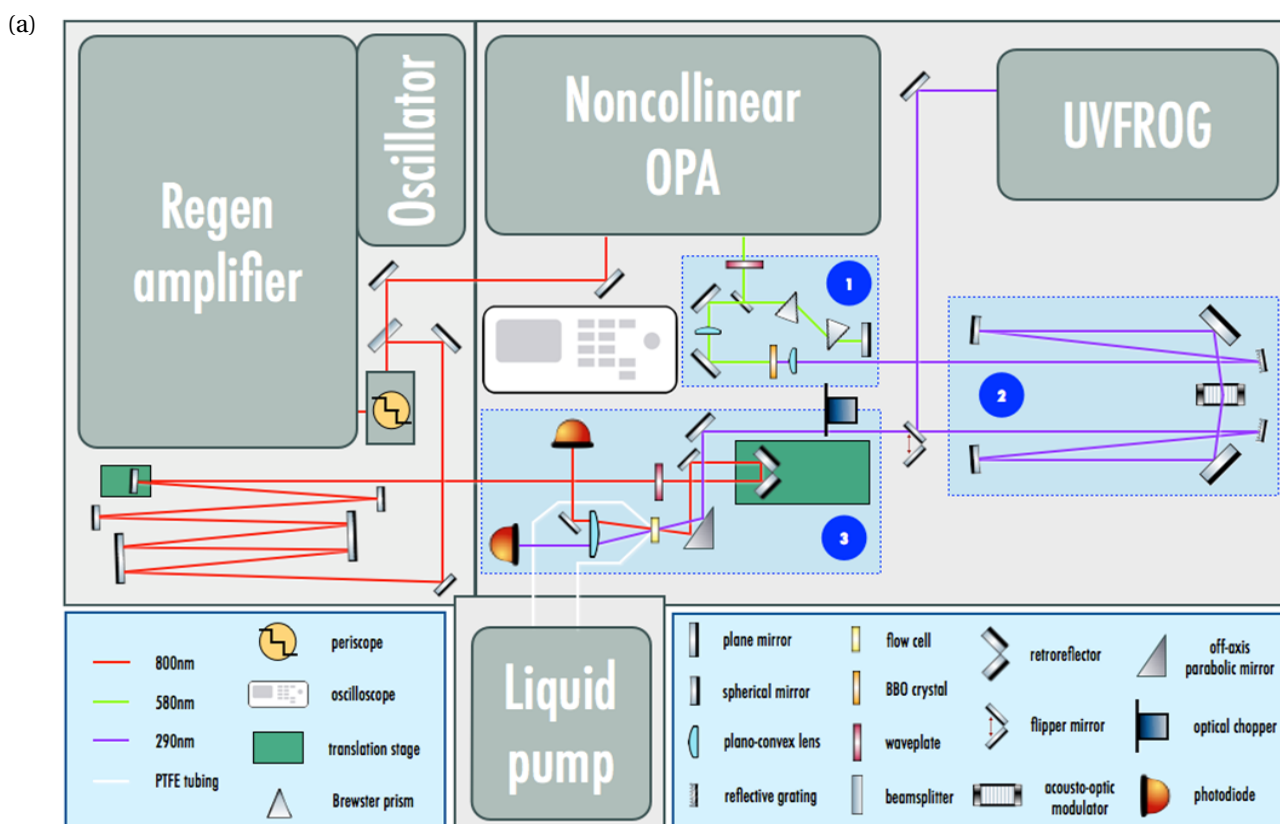 (a)
Regen
amplifier
Oscillator
Noncollinear
OPA
UVFROG
1
2
3
800nm
580nm
290nm
PTFE tubing
periscope
oscilloscope
translation stage
Brewster prism
Liquid
pump
plane mirror
spherical mirror
plano-convex lens
reflective grating
flow cell
BBO crystal
waveplate
beamsplitter
retroreflector
flipper mirror
acousto-optic
modulator
off-axis
parabolic mirror
optical chopper
photodiode